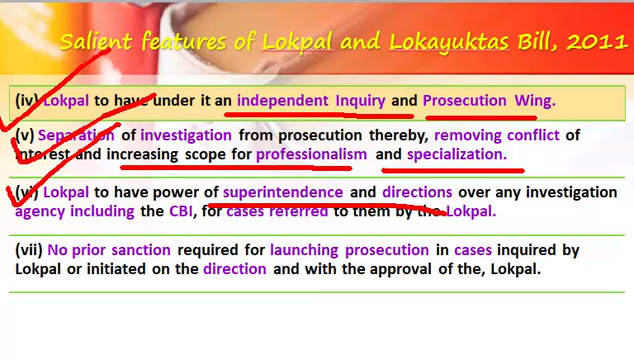 Salient features of Lokpal and Lokayuktas Bill, 2011
(iv) Lokpal to have under it an independent Inquiry and Prosecution Wing.
(v) Separation of investigation from prosecution thereby, removing conflict of
interest and increasing scope for professionalism and specialization.
(vi) Lokpal to have power of superintendence and directions over any investigation
agency including the CBI, for cases referred to them by the Lokpal.
(vii) No prior sanction required for launching prosecution in cases inquired by
Lokpal or initiated on the direction and with the approval of the, Lokpal.